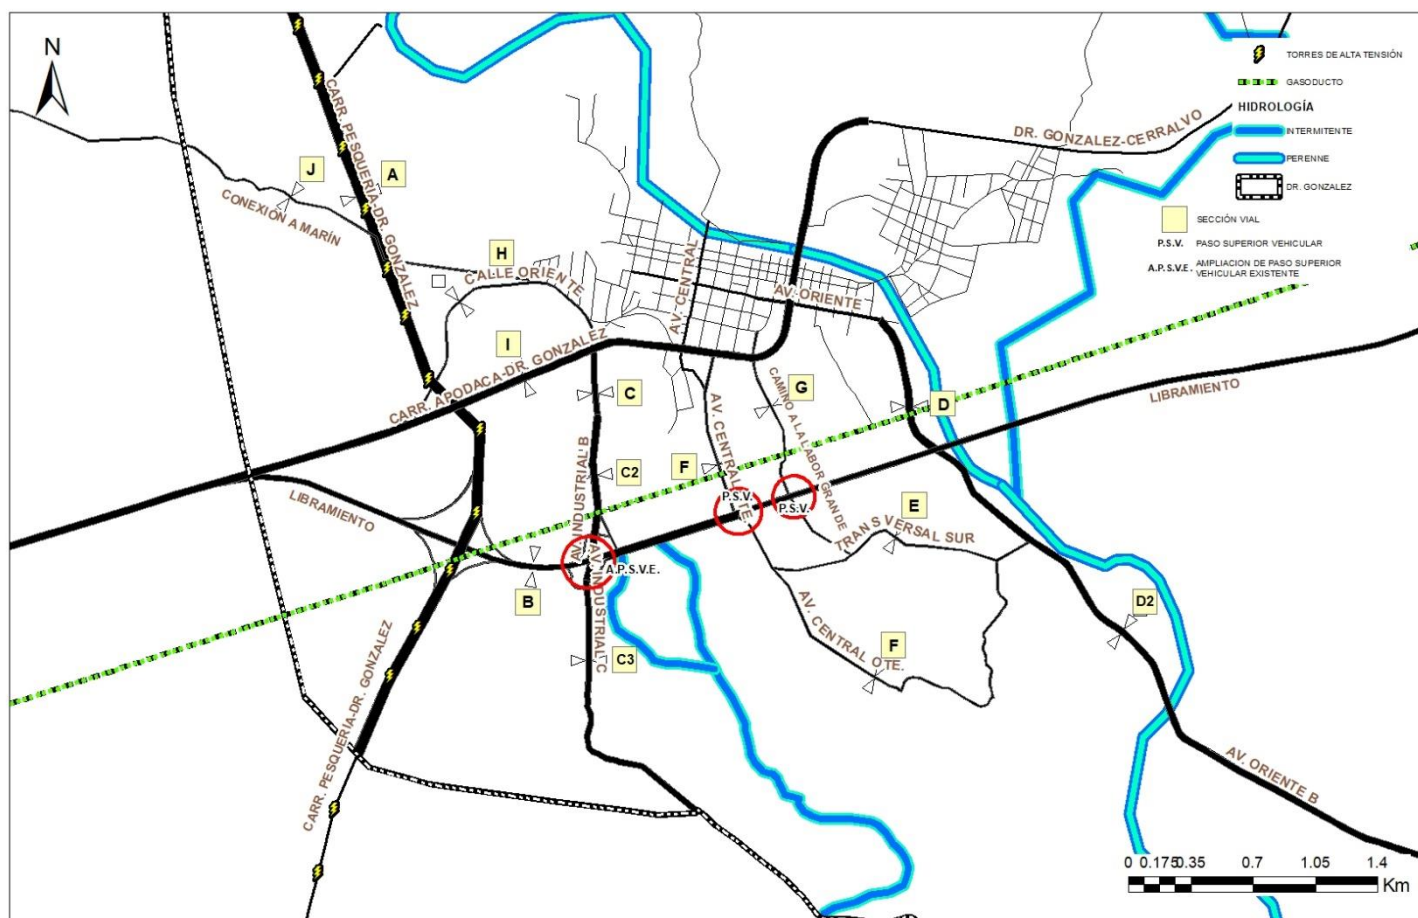 N
TORRES DE ALTA TENSIÓN
GASODUCTO
HIDROLOGÍA
INTERMITENTE
PERENNE
DR. GONZALEZ
SECCIÓN VIAL
P.S.V. PASO SUPERIOR VEHICULAR
A.P.S.V.E. AMPLIACION DE PASO SUPERIOR
VEHICULAR EXISTENTE
CARR. PESQUERIA-DR. GONZALEZ
DR. GONZALEZ-CERRALVO
J
A
CONEXIÓN A MARÍN
H
CALLE ORIENTE
AV. CENTRAL
AV. ORIENTE
I
CARR. APODACA-DR. GONZALEZ
C
G
D
LIBRAMIENTO
CAMINO A LA LABOR GRANDE
AV. CENTRAL OTE.
AV. INDUSTRIAL B
C2
F
P.S.V.
P.S.V.
LIBRAMIENTO
E
TRANSVERSAL SUR
A.P.S.V.E.
B
AV. INDUSTRIAL C
D2
AV. CENTRAL OTE.
F
C3
CARR. PESQUERIA-DR. GONZALEZ
AV. ORIENTE B
0 0.175 0.35 0.7 1.05 1.4
Km